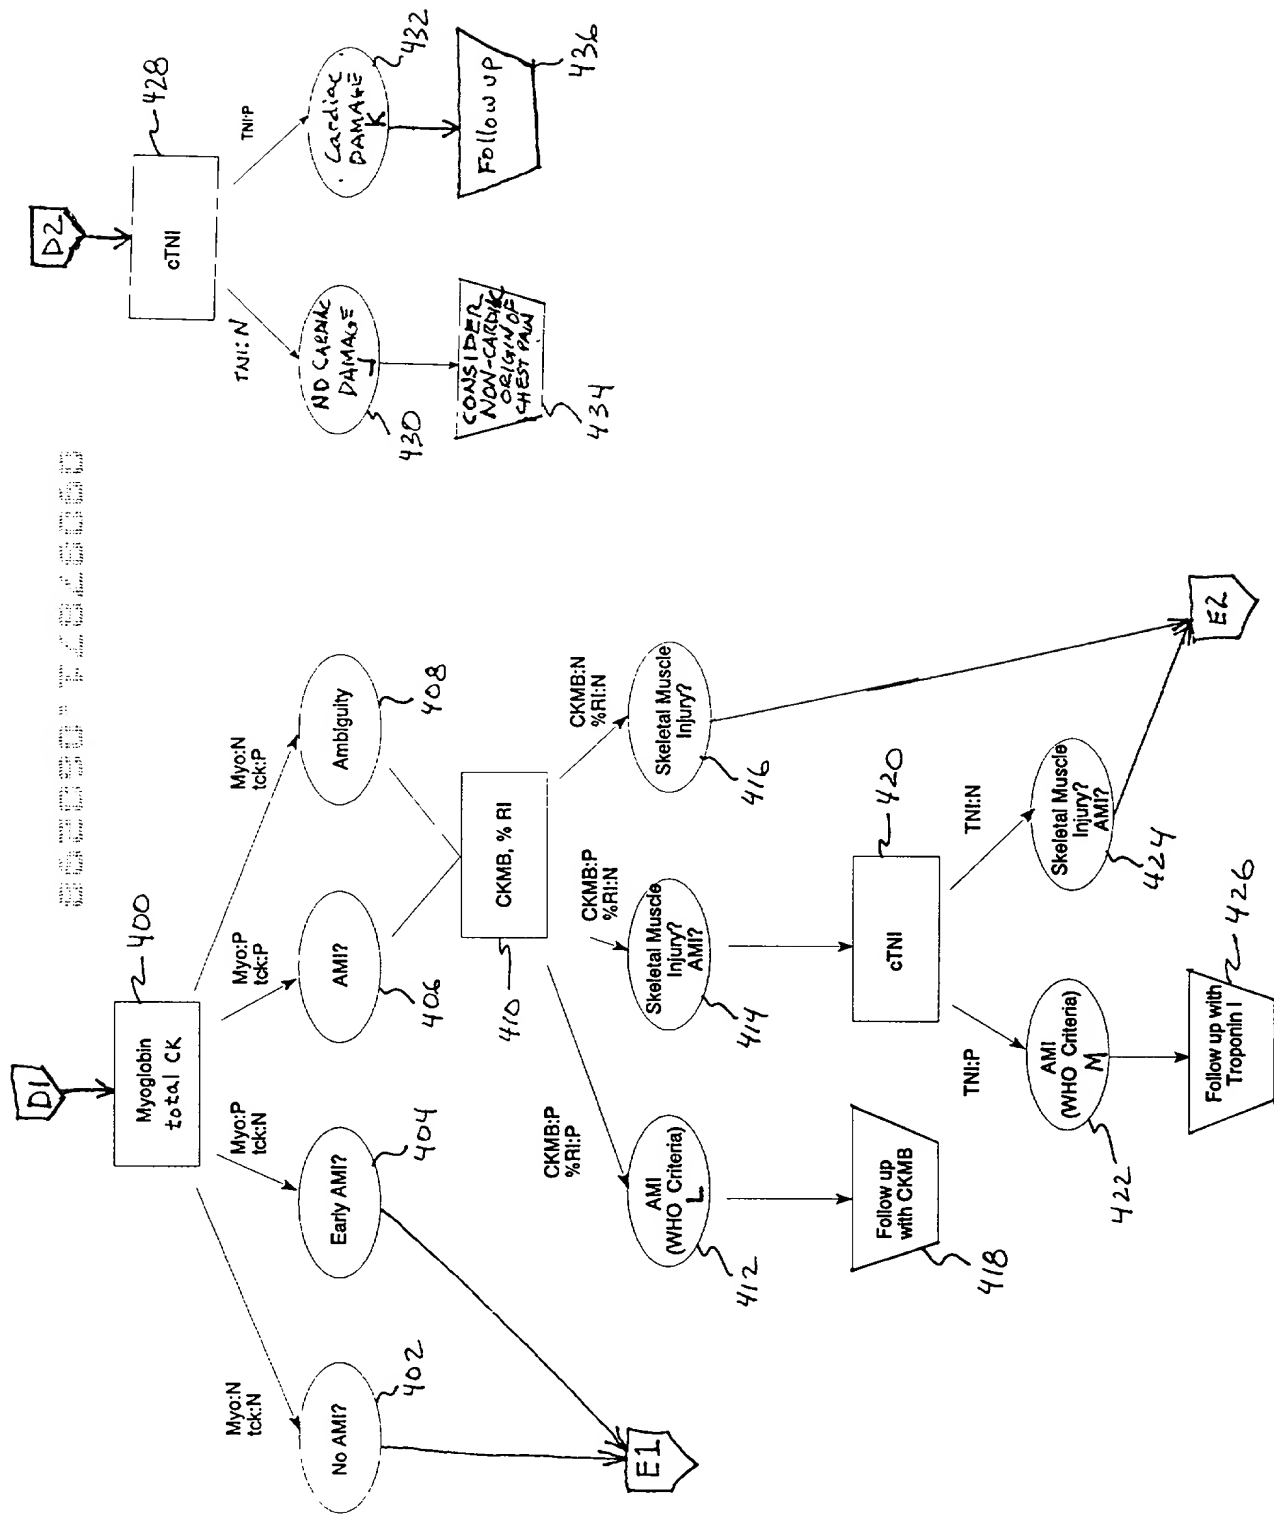 D1
400
Myoglobin
total CK
Myo:N
tck:N
Myo:P
tck:N
Myo:P
tck:P
Myo:N
tck:P
No AMI?
402
Early AMI?
404
AMI?
406
Ambiguity
408
E1
410
CKMB, % RI
CKMB:P
%RI:P
CKMB:P
%RI:N
CKMB:N
%RI:N
AMI
(WHO Criteria)
L
412
Skeletal Muscle
Injury?
AMI?
414
Skeletal Muscle
Injury?
416
Follow up
with CKMB
418
cTNI
420
TNI:P
TNI:N
AMI
(WHO Criteria)
M
422
Skeletal Muscle
Injury?
AMI?
424
Follow up with
Troponin I
426
E2
D2
428
cTNI
TNI:N
TNI:P
NO CARDIAC
DAMAGE
J
430
Cardiac
DAMAGE
K
432
CONSIDER
NON-CARDIAC
ORIGIN OF
CHEST PAIN
434
Follow UP
436